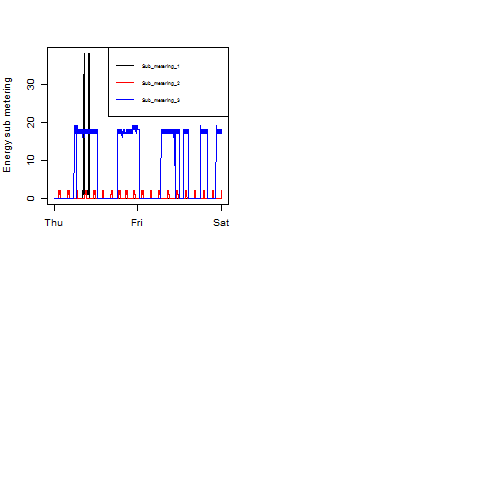 Energy sub metering
30
20
10
0
Sub_metering_1
Sub_metering_2
Sub_metering_3
Thu Fri Sat